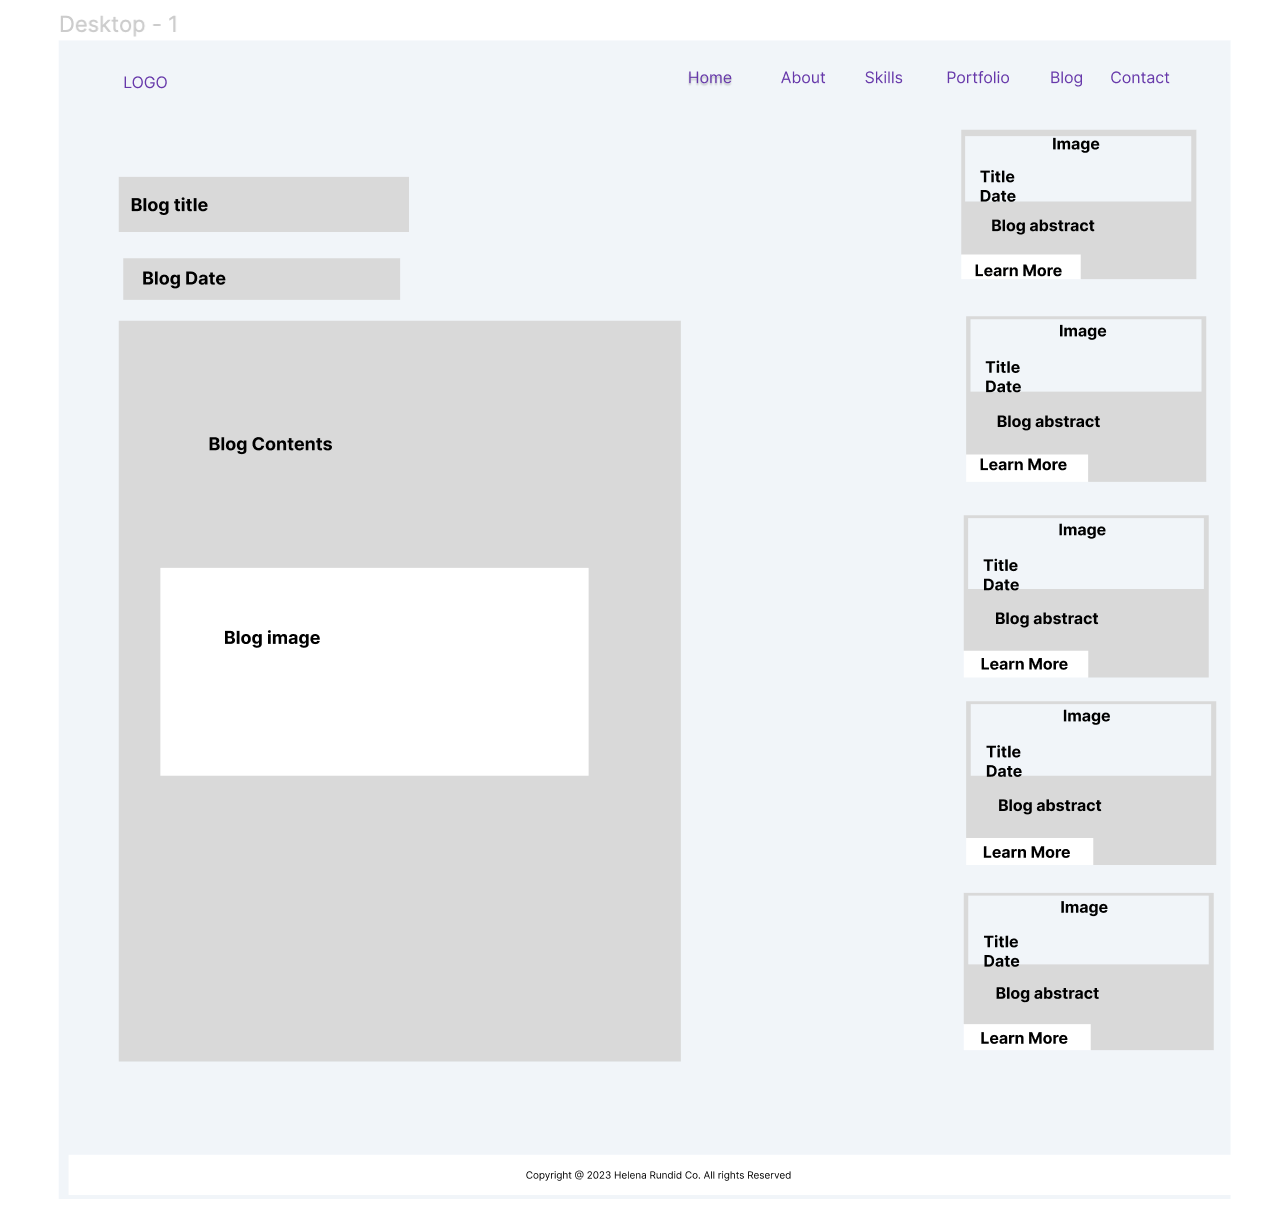 Desktop - 1
LOGO
Home About Skills Portfolio Blog Contact
Blog title
Blog Date
Blog Contents
Blog image
Image
Title
Date
Blog abstract
Learn More
Image
Title
Date
Blog abstract
Learn More
Image
Title
Date
Blog abstract
Learn More
Image
Title
Date
Blog abstract
Learn More
Image
Title
Date
Blog abstract
Learn More
Copyright @ 2023 Helena Rundid Co. All rights Reserved